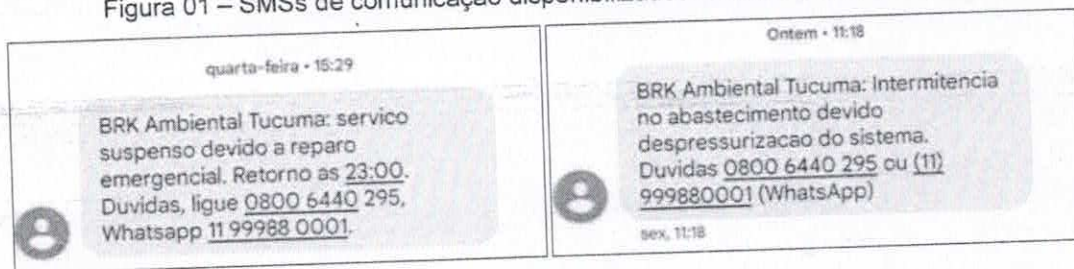 Figura 01 – SMSs de comunicação
quarta-feira • 15:29
BRK Ambiental Tucuma: servico
suspenso devido a reparo
emergencial. Retorno as 23:00.
Duvidas, ligue 0800 6440 295,
Whatsapp 11 99988 0001.
Ontem • 11:18
BRK Ambiental Tucuma: Intermitencia
no abastecimento devido
despressurizacao do sistema.
Duvidas 0800 6440 295 ou (11)
999880001 (WhatsApp)
sex, 11:18